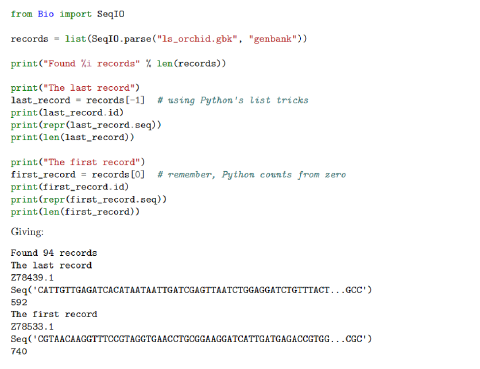 from Bio import SeqIO
records = list(SeqIO.parse("ls_orchid.gbk", "genbank"))
print("Found %i records" % len(records))
print("The last record")
last_record = records[-1]  # using Python's list tricks
print(last_record.id)
print(repr(last_record.seq))
print(len(last_record))
print("The first record")
first_record = records[0]  # remember, Python counts from zero
print(first_record.id)
print(repr(first_record.seq))
print(len(first_record))
Giving:
Found 94 records
The last record
Z78439.1
Seq('CATTGTTGAGATCACATAATAATTGATCGAGTTAATCTGGAGGATCTGTTTACT...GCC')
592
The first record
Z78533.1
Seq('CGTAACAAGGTTTCCGTAGGTGAACCTGCGGAAGGATCATTGATGAGACCGTGG...CGC')
740